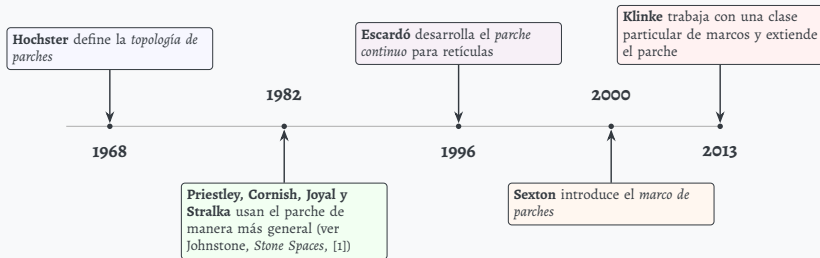 Hochster define la topología de
parches
1968
1982
Priestley, Cornish, Joyal y
Stralka usan el parche de
manera más general (ver
Johnstone, Stone Spaces, [1])
Escardó desarrolla el parche
continuo para retículas
1996
2000
Sexton introduce el marco de
parches
Klinke trabaja con una clase
particular de marcos y extiende
el parche
2013